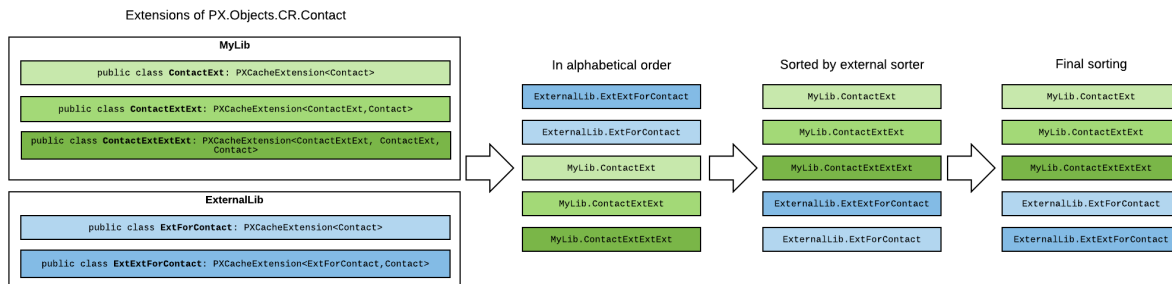 Extensions of PX.Objects.CR.Contact
MyLib
public class ContactExt: PXCacheExtension<Contact>
public class ContactExtExt: PXCacheExtension<ContactExt,Contact>
public class ContactExtExtExt: PXCacheExtension<ContactExtExt, ContactExt,
Contact>
ExternalLib
public class ExtForContact: PXCacheExtension<Contact>
public class ExtExtForContact: PXCacheExtension<ExtForContact,Contact>
In alphabetical order
ExternalLib.ExtExtForContact
ExternalLib.ExtForContact
MyLib.ContactExt
MyLib.ContactExtExt
MyLib.ContactExtExtExt
Sorted by external sorter
MyLib.ContactExt
MyLib.ContactExtExt
MyLib.ContactExtExtExt
ExternalLib.ExtExtForContact
ExternalLib.ExtForContact
Final sorting
MyLib.ContactExt
MyLib.ContactExtExt
MyLib.ContactExtExtExt
ExternalLib.ExtForContact
ExternalLib.ExtExtForContact